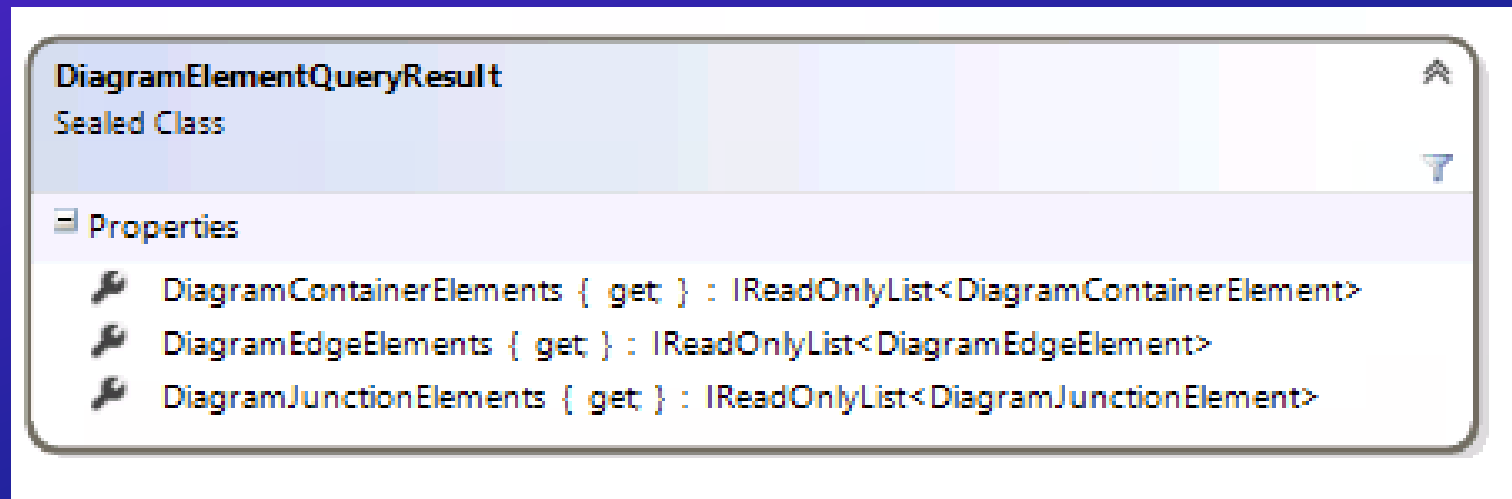 DiagramElementQueryResult
Sealed Class
Properties
DiagramContainerElements { get; } : IReadOnlyList<DiagramContainerElement>
DiagramEdgeElements { get; } : IReadOnlyList<DiagramEdgeElement>
DiagramJunctionElements { get; } : IReadOnlyList<DiagramJunctionElement>